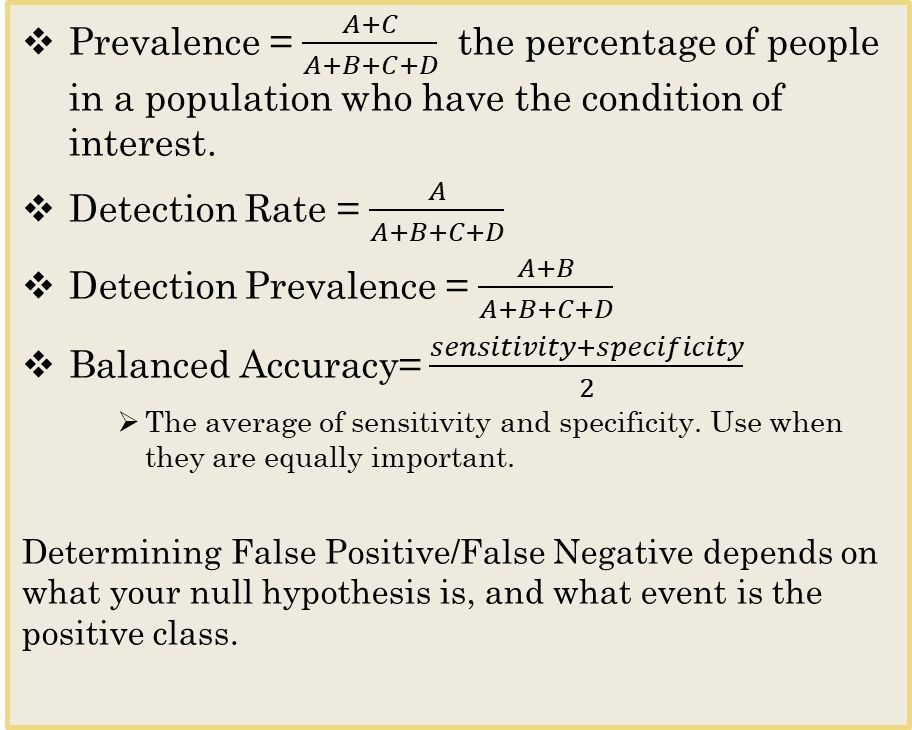 ❖ Prevalence = \frac{A+C}{A+B+C+D} the percentage of people
in a population who have the condition of
interest.
❖ Detection Rate = \frac{A}{A+B+C+D}
❖ Detection Prevalence = \frac{A+B}{A+B+C+D}
❖ Balanced Accuracy= \frac{sensitivity+specificity}{2}
➢ The average of sensitivity and specificity. Use when
they are equally important.
Determining False Positive/False Negative depends on
what your null hypothesis is, and what event is the
positive class.